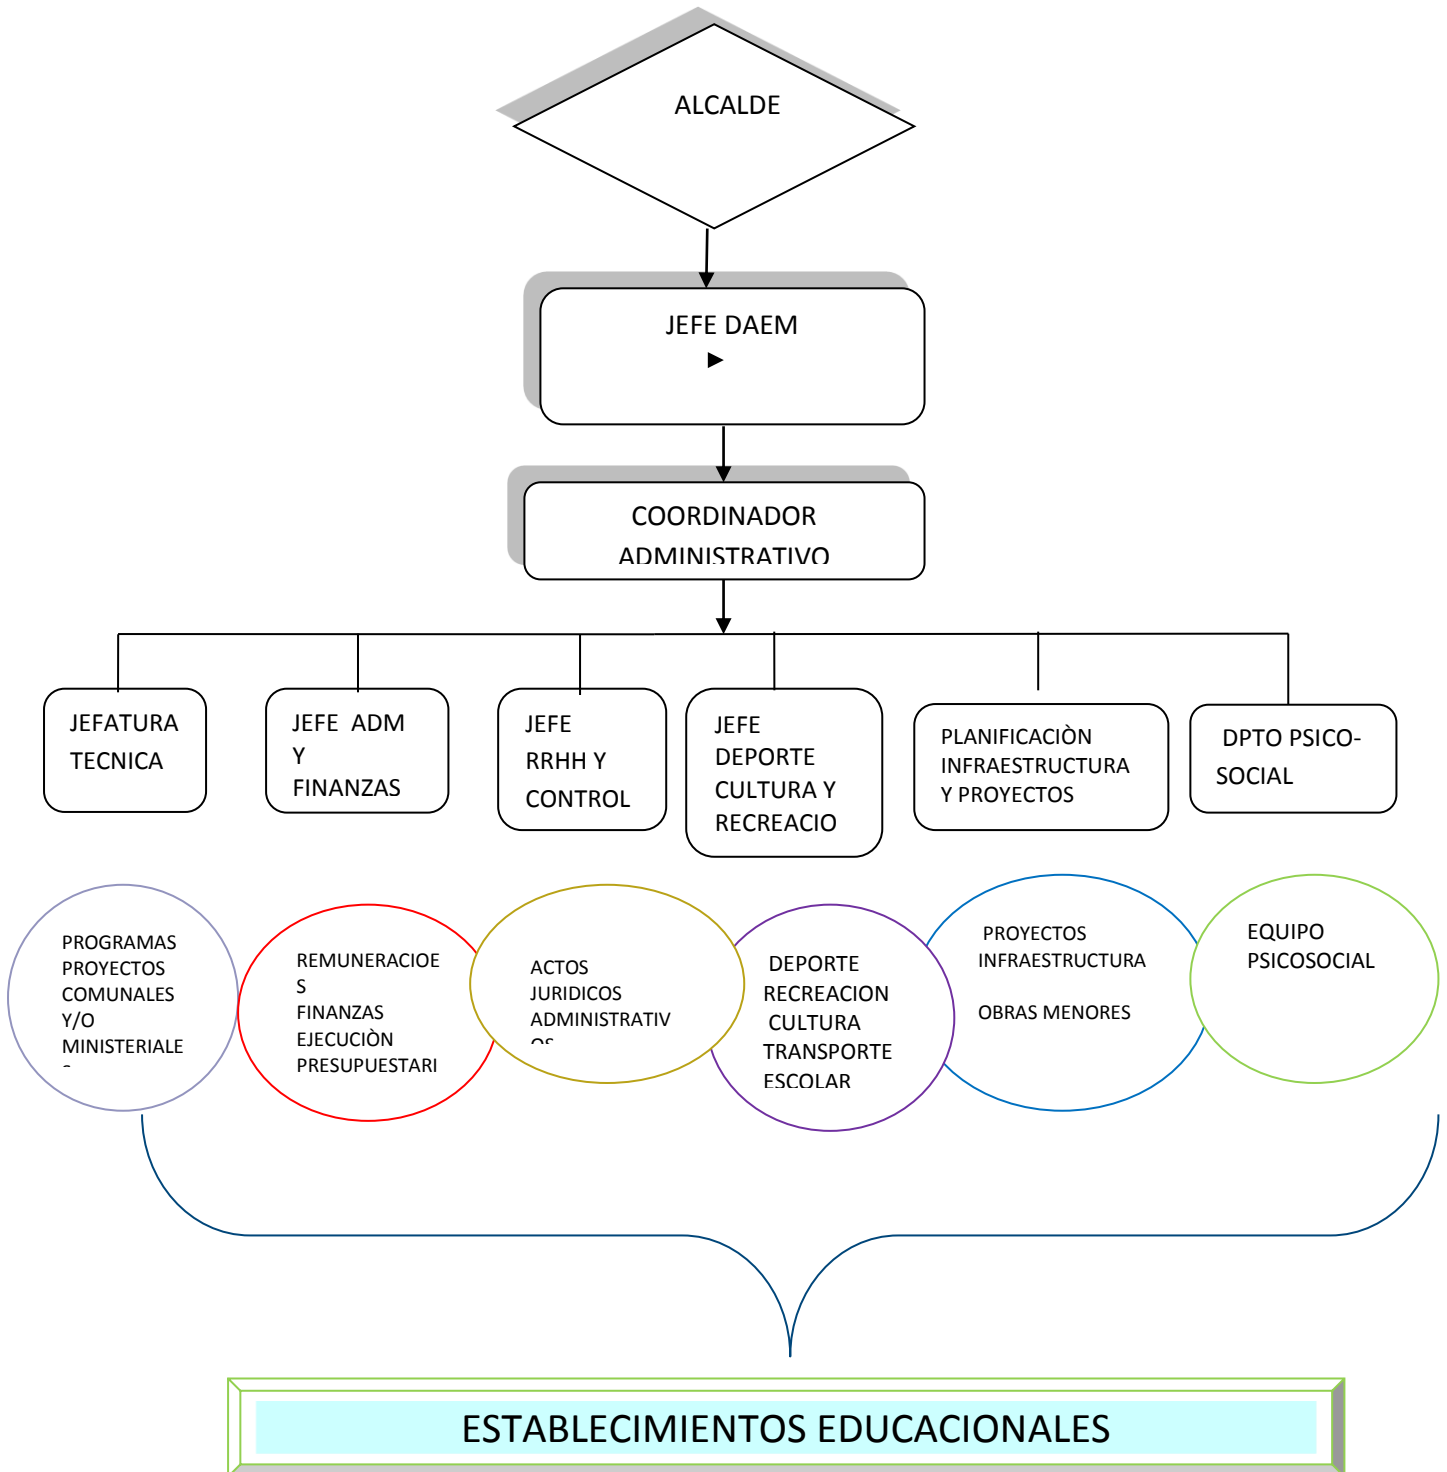 ALCALDE
JEFE DAEM
►
COORDINADOR
ADMINISTRATIVO
JEFATURA
TECNICA
JEFE ADM
Y
FINANZAS
JEFE
RRHH Y
CONTROL
JEFE
DEPORTE
CULTURA Y
RECREACIO
PLANIFICACIÒN
INFRAESTRUCTURA
Y PROYECTOS
DPTO PSICO-
SOCIAL
PROGRAMAS
PROYECTOS
COMUNALES
Y/O
MINISTERIALE
S
REMUNERACIOE
S
FINANZAS
EJECUCIÒN
PRESUPUESTARI
ACTOS
JURIDICOS
ADMINISTRATIV
OS
DEPORTE
RECREACION
CULTURA
TRANSPORTE
ESCOLAR
PROYECTOS
INFRAESTRUCTURA
OBRAS MENORES
EQUIPO
PSICOSOCIAL
ESTABLECIMIENTOS EDUCACIONALES